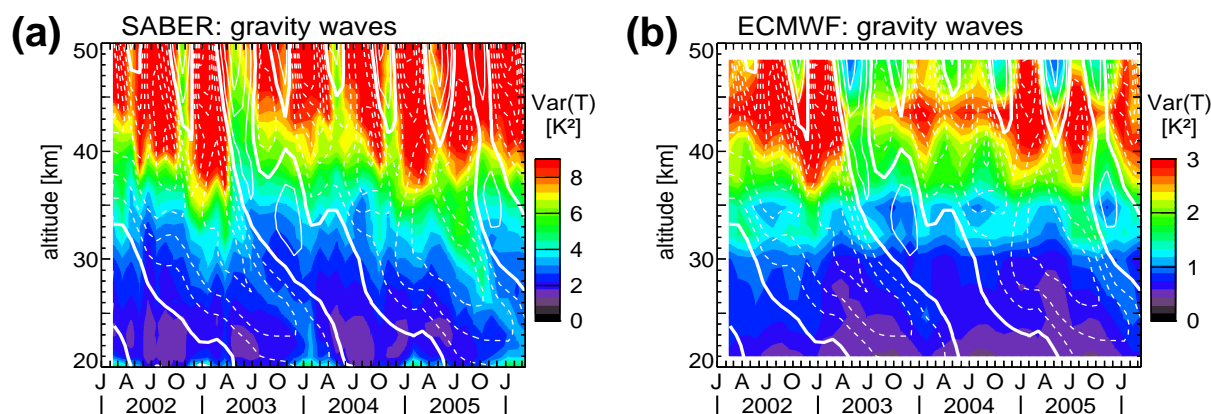 (a) SABER: gravity waves
50
40
30
20
altitude [km]
J A J O J A J O J A J O J A J O J
| 2002 | 2003 | 2004 | 2005 |
Var(T)
[K²]
8
6
4
2
0
(b) ECMWF: gravity waves
50
40
30
20
altitude [km]
J A J O J A J O J A J O J A J O J
| 2002 | 2003 | 2004 | 2005 |
Var(T)
[K²]
3
2
1
0